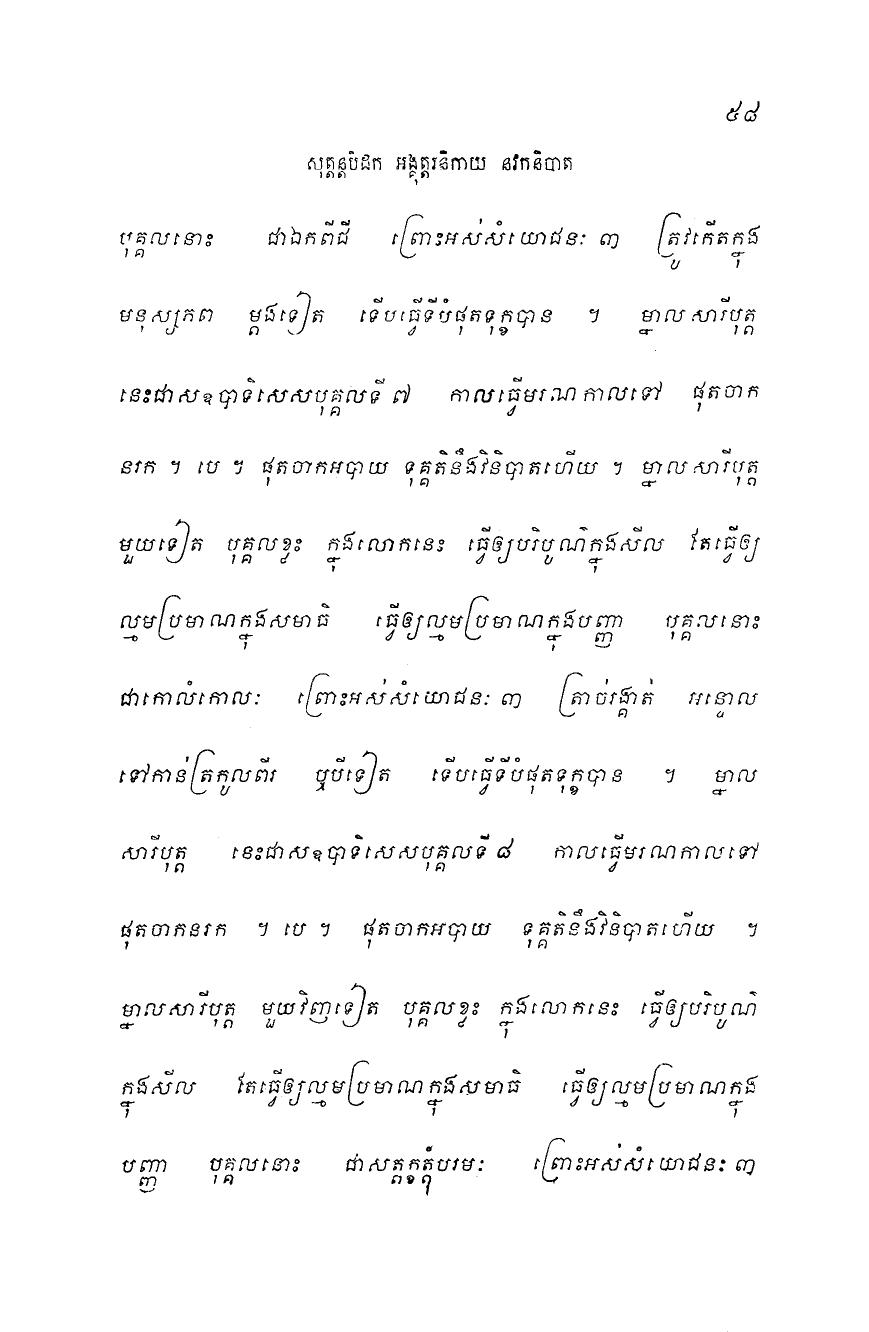 ៥៨
សុត្តន្តបិដក អង្គុត្តរនិកាយ នវកនិបាត
បុគ្គលនោះ ជាឯកពីជី ព្រោះអស់សំយោជនៈ ៣ ត្រូវកើតក្នុង
មនុស្សភព ម្តងទៀត ទើបធ្វើទីបំផុតទុក្ខបាន ។ ម្នាលសារីបុត្ត
នេះជាសឧបាទិសេសបុគ្គលទី ៧ កាលធ្វើមរណកាលទៅ ផុតចាក
នរក ។ បេ ។ ផុតចាកអបាយ ទុគ្គតិនឹងវិនិបាតហើយ ។ ម្នាលសារីបុត្ត
មួយទៀត បុគ្គលខ្លះ ក្នុងលោកនេះ ធ្វើឲ្យបរិបូណ៌ក្នុងសីល តែធ្វើឲ្យ
ល្មមប្រមាណក្នុងសមាធិ ធ្វើឲ្យល្មមប្រមាណក្នុងបញ្ញា បុគ្គលនោះ
ជាកោលំកោលៈ ព្រោះអស់សំយោជនៈ ៣ ត្រាច់រង្គាត់ អន្ទោល
ទៅកាន់ត្រកូលពីរ ឬបីទៀត ទើបធ្វើទីបំផុតទុក្ខបាន ។ ម្នាល
សារីបុត្ត នេះជាសឧបាទិសេសបុគ្គលទី ៨ កាលធ្វើមរណកាលទៅ
ផុតចាកនរក ។ បេ ។ ផុតចាកអបាយ ទុគ្គតិនឹងវិនិបាតហើយ ។
ម្នាលសារីបុត្ត មួយវិញទៀត បុគ្គលខ្លះ ក្នុងលោកនេះ ធ្វើឲ្យបរិបូណ៌
ក្នុងសីល តែធ្វើឲ្យល្មមប្រមាណក្នុងសមាធិ ធ្វើឲ្យល្មមប្រមាណក្នុង
បញ្ញា បុគ្គលនោះ ជាសត្តក្ខត្តុំបរមៈ ព្រោះអស់សំយោជនៈ ៣